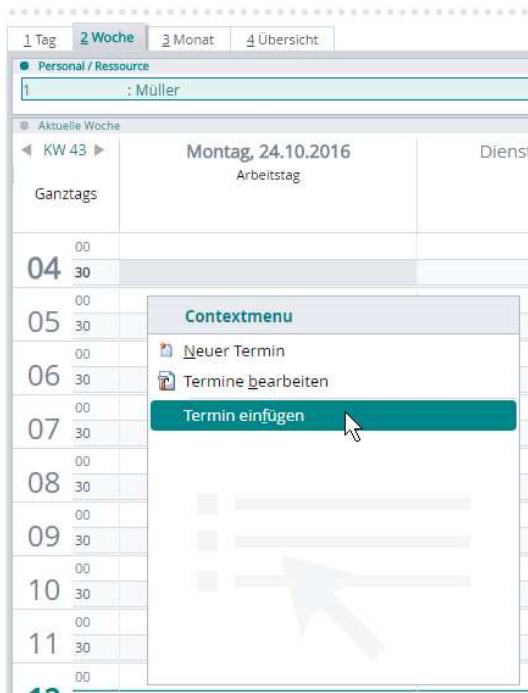 1 Tag 2 Woche 3 Monat 4 Übersicht
Personal / Ressource
1 : Müller
Aktuelle Woche
KW 43 Montag, 24.10.2016 Dienst
Arbeitstag
Ganztags
00
04 30
00
05 30
00
06 30
00
07 30
00
08 30
00
09 30
00
10 30
00
11 30
00
12
Contextmenu
Neuer Termin
Termine bearbeiten
Termin einfügen